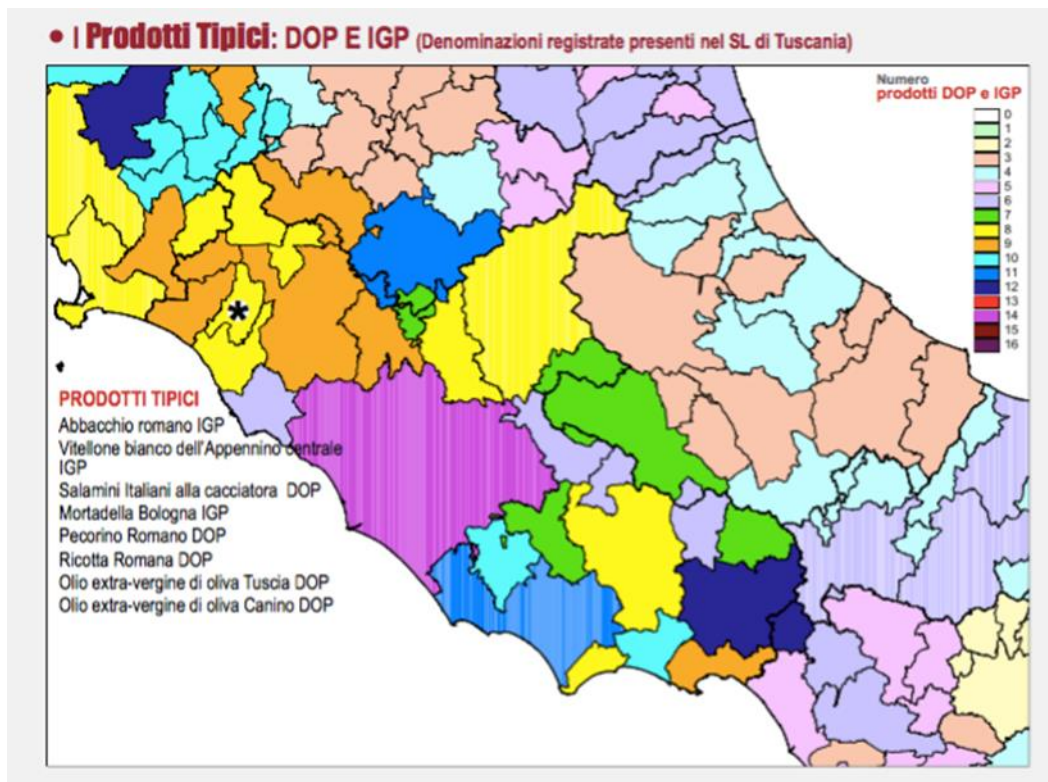 • I Prodotti Tipici: DOP E IGP (Denominazioni registrate presenti nel SL di Tuscania)
Numero
prodotti DOP e IGP
0
1
2
3
4
5
6
7
8
9
10
11
12
13
14
15
16
*
PRODOTTI TIPICI
Abbacchio romano IGP
Vitellone bianco dell'Appennino centrale
IGP
Salamini Italiani alla cacciatora DOP
Mortadella Bologna IGP
Pecorino Romano DOP
Ricotta Romana DOP
Olio extra-vergine di oliva Tuscia DOP
Olio extra-vergine di oliva Canino DOP